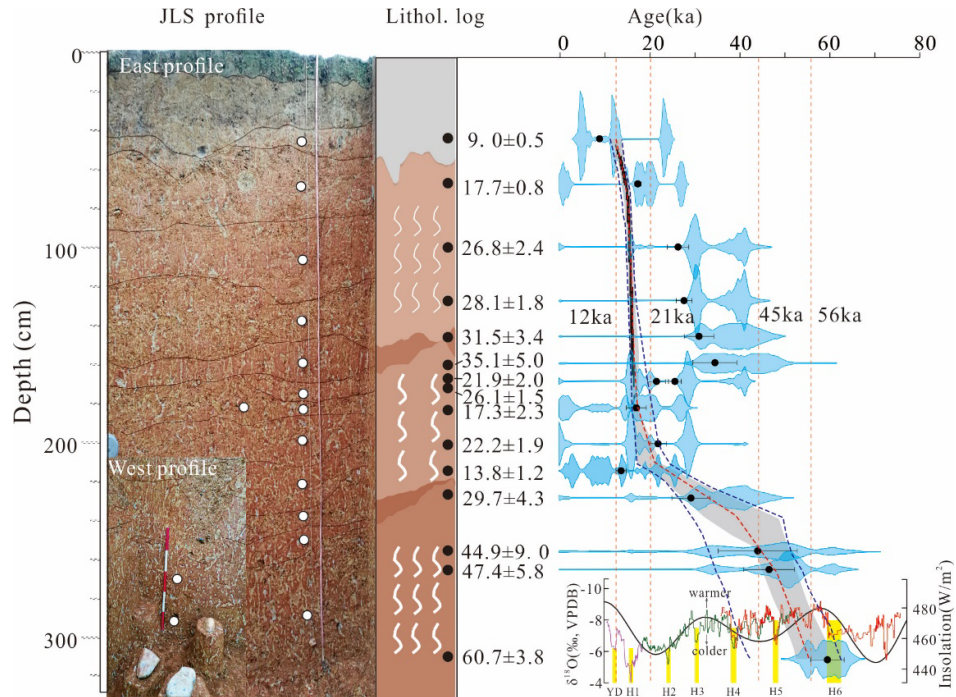 JLS profile
Lithol. log
Age(ka)
0 20 40 60 80
0
100
200
300
Depth (cm)
East profile
West profile
9.0±0.5
17.7±0.8
26.8±2.4
28.1±1.8
31.5±3.4
35.1±5.0
21.9±2.0
26.1±1.5
17.3±2.3
22.2±1.9
13.8±1.2
29.7±4.3
44.9±9.0
47.4±5.8
60.7±3.8
12ka 21ka 45ka 56ka
δ¹⁸O(‰, VPDB)
-10
-8
-6
-4
warmer
colder
YD H1 H2 H3 H4 H5 H6
480
460
440
Insolation(W/m²)